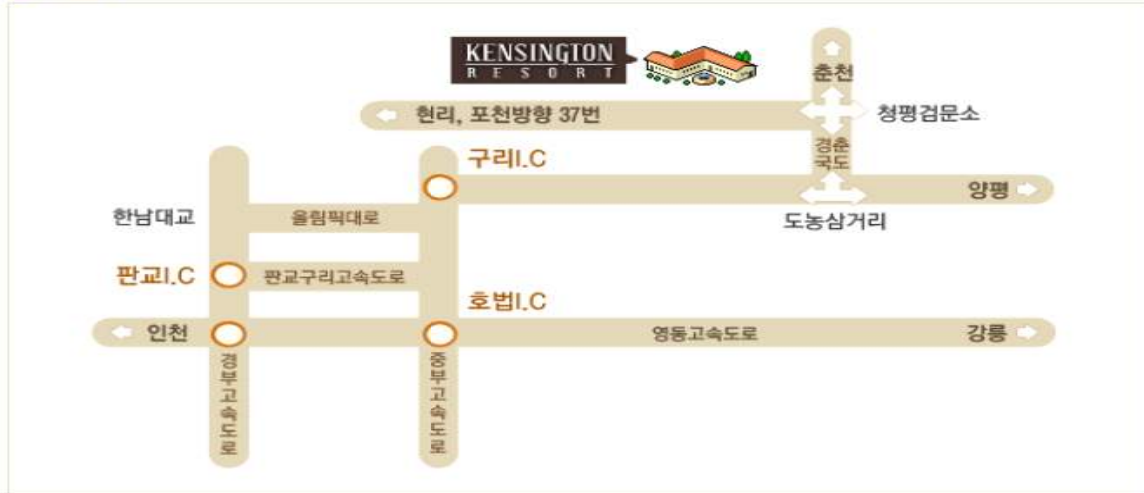 KENSINGTON
RESORT
춘천
현리, 포천방향 37번
청평검문소
경춘
국도
구리I.C
양평
한남대교
올림픽대로
도농삼거리
판교I.C
판교구리고속도로
호법I.C
인천
영동고속도로
강릉
경부고속도로
중부고속도로